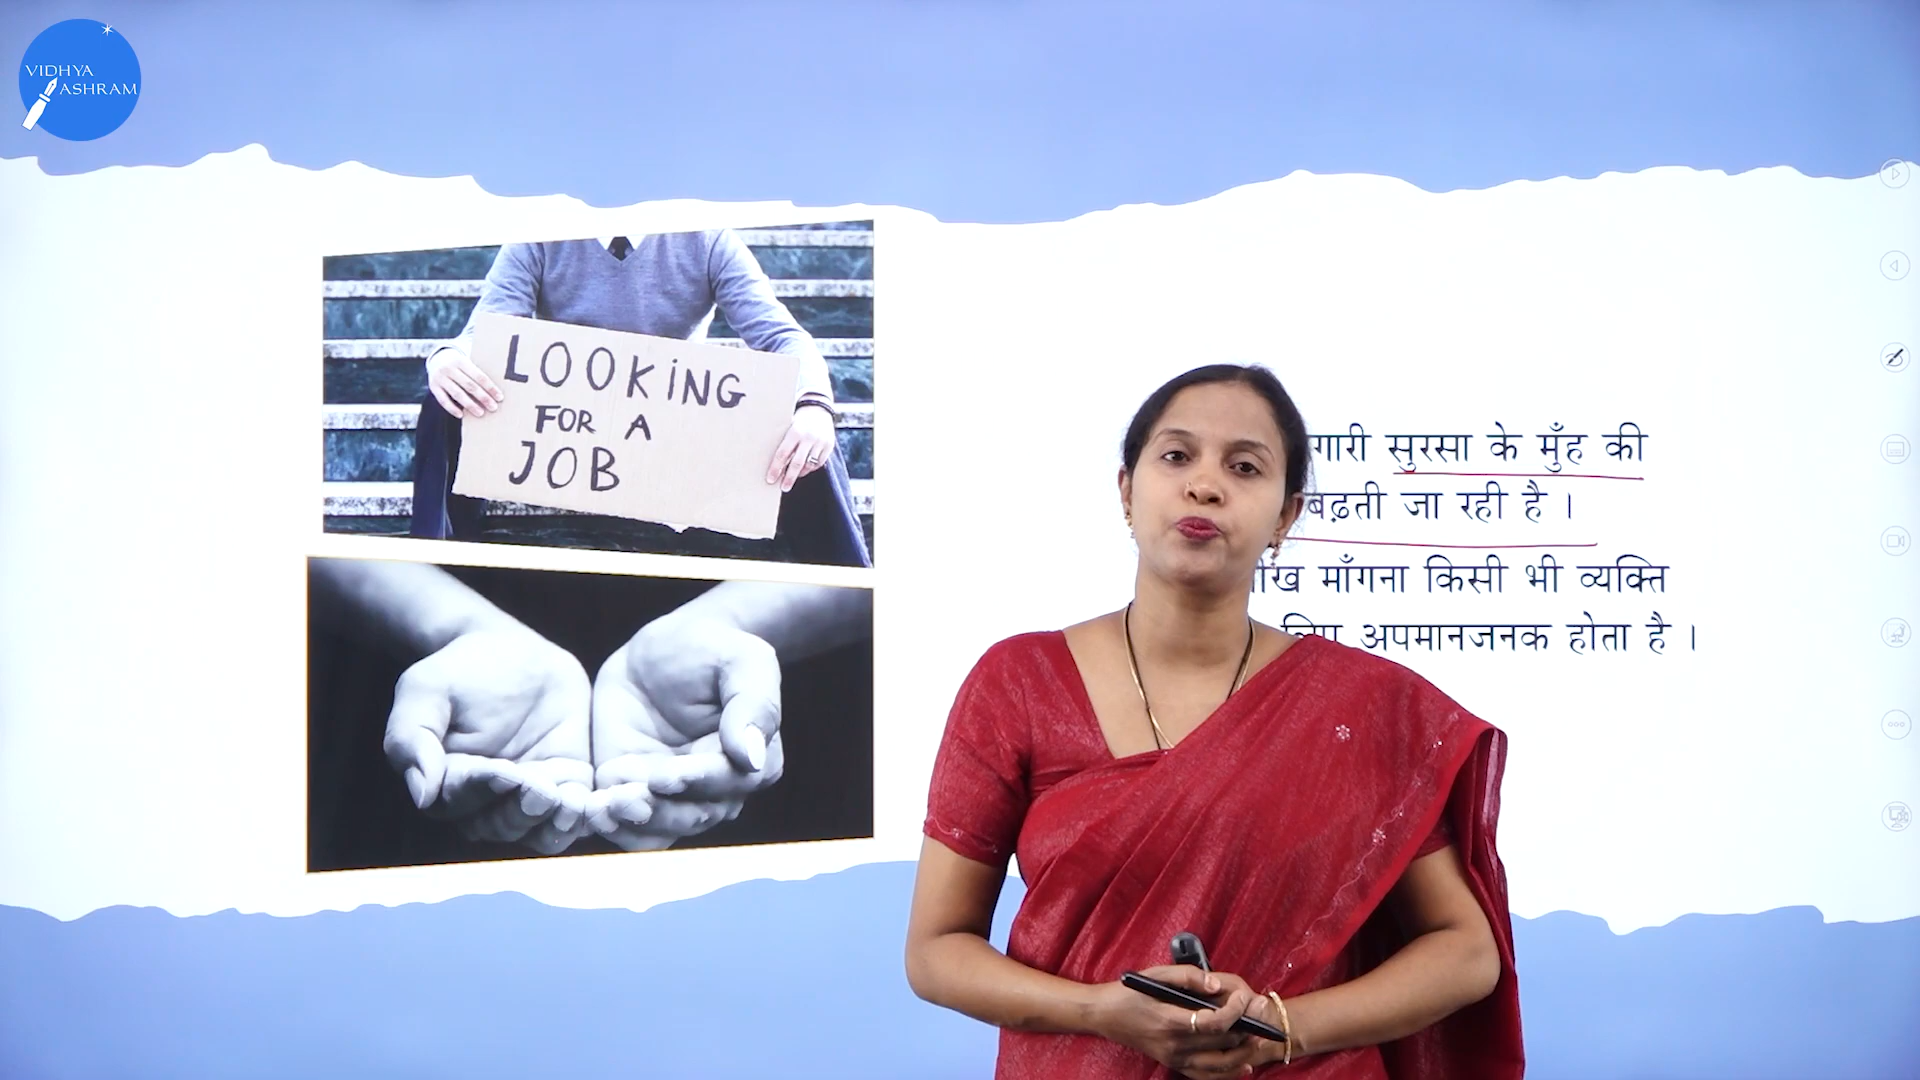 VIDHYA
ASHRAM
LOOKING
FOR A
JOB
सुरसा के मुँह की
बढ़ती जा रही है ।
माँगना किसी भी व्यक्ति
अपमानजनक होता है ।